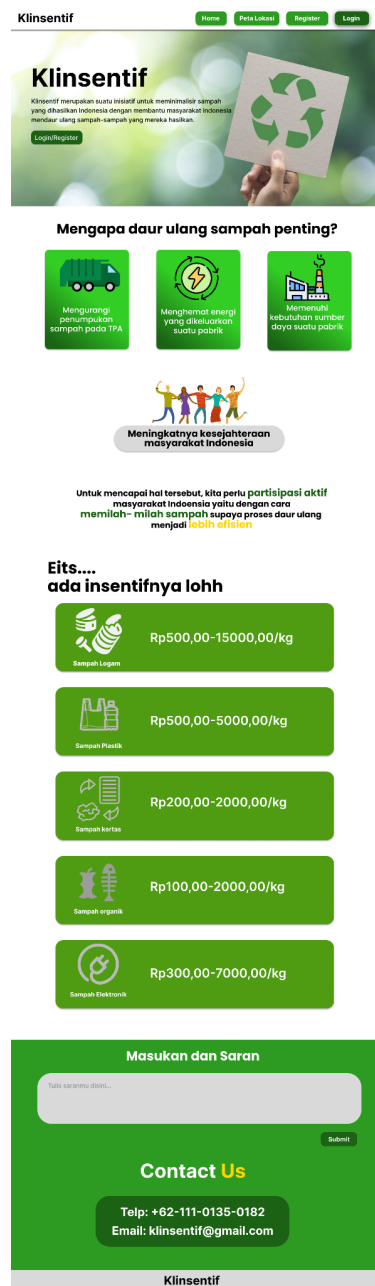 Klinsentif
Home
Peta Lokasi
Register
Login
Klinsentif
Klinsentif merupakan suatu inisiatif untuk meminimalisir sampah
yang dihasilkan Indonesia dengan membantu masyarakat indonesia
mendaur ulang sampah-sampah yang mereka hasilkan.
Login/Register
Mengapa daur ulang sampah penting?
Mengurangi
penumpukan
sampah pada TPA
Menghemat energi
yang dikeluarkan
suatu pabrik
Memenuhi
kebutuhan sumber
daya suatu pabrik
Meningkatnya kesejahteraan
masyarakat Indonesia
Untuk mencapai hal tersebut, kita perlu partisipasi aktif
masyarakat Indoensia yaitu dengan cara
memilah- milah sampah supaya proses daur ulang
menjadi lebih efisien
Eits....
ada insentifnya lohh
Sampah Logam
Rp500,00-15000,00/kg
Sampah Plastik
Rp500,00-5000,00/kg
Sampah kertas
Rp200,00-2000,00/kg
Sampah organik
Rp100,00-2000,00/kg
Sampah Elektronik
Rp300,00-7000,00/kg
Masukan dan Saran
Tulis saranmu disini...
Submit
Contact Us
Telp: +62-111-0135-0182
Email: klinsentif@gmail.com
Klinsentif